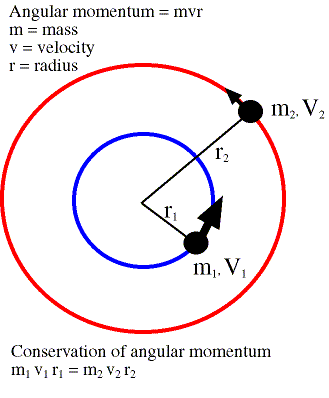 Angular momentum = mvr
m = mass
v = velocity
r = radius
m₂, V₂
r₂
r₁
m₁, V₁
Conservation of angular momentum
m₁ v₁ r₁ = m₂ v₂ r₂